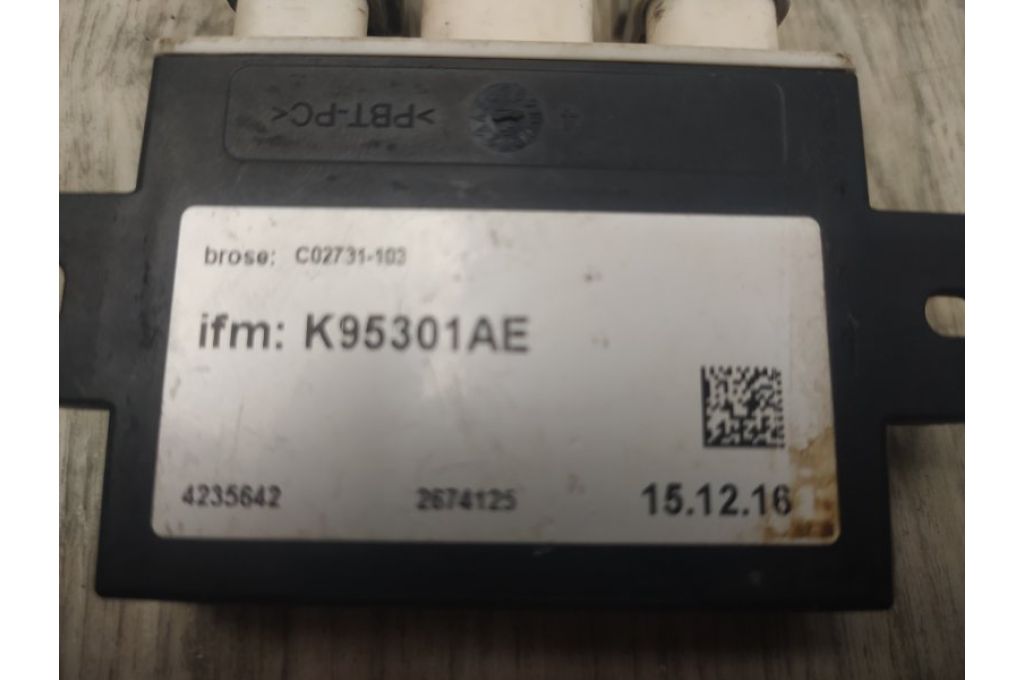 >PBT-PC<
brose: C02731-103
ifm: K95301AE
4235642 2674125 15.12.16